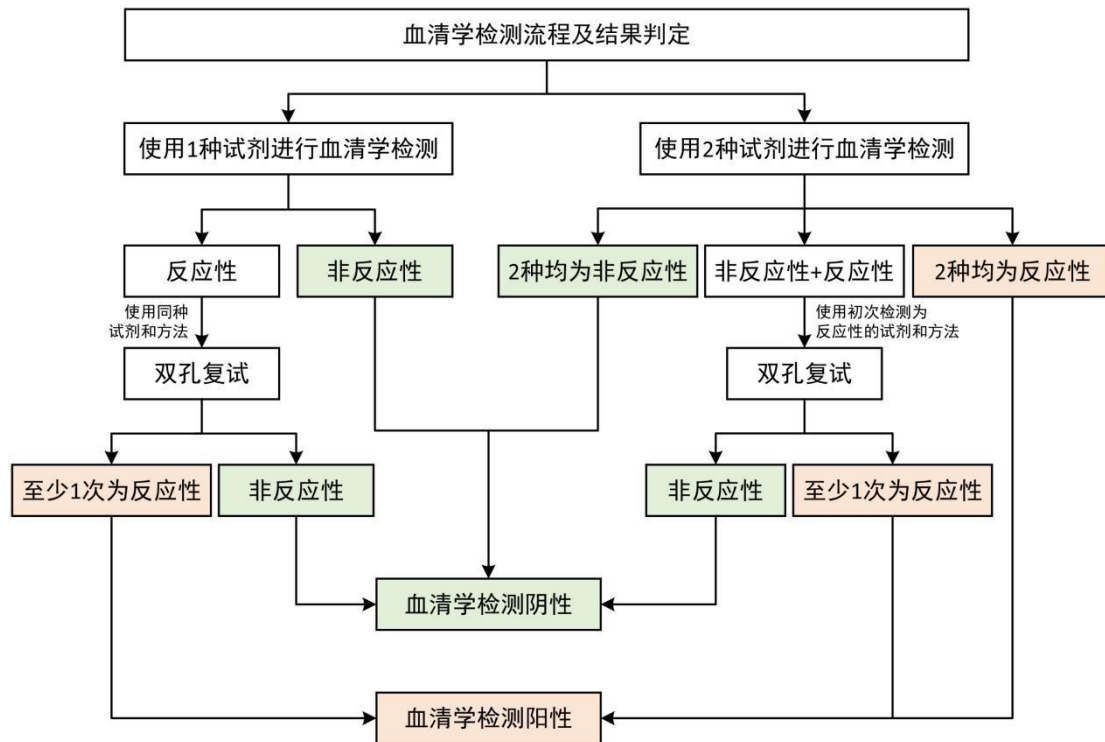 血清学检测流程及结果判定
使用1种试剂进行血清学检测
使用2种试剂进行血清学检测
反应性
非反应性
2种均为非反应性
非反应性+反应性
2种均为反应性
使用同种
试剂和方法
使用初次检测为
反应性的试剂和方法
双孔复试
双孔复试
至少1次为反应性
非反应性
非反应性
至少1次为反应性
血清学检测阴性
血清学检测阳性